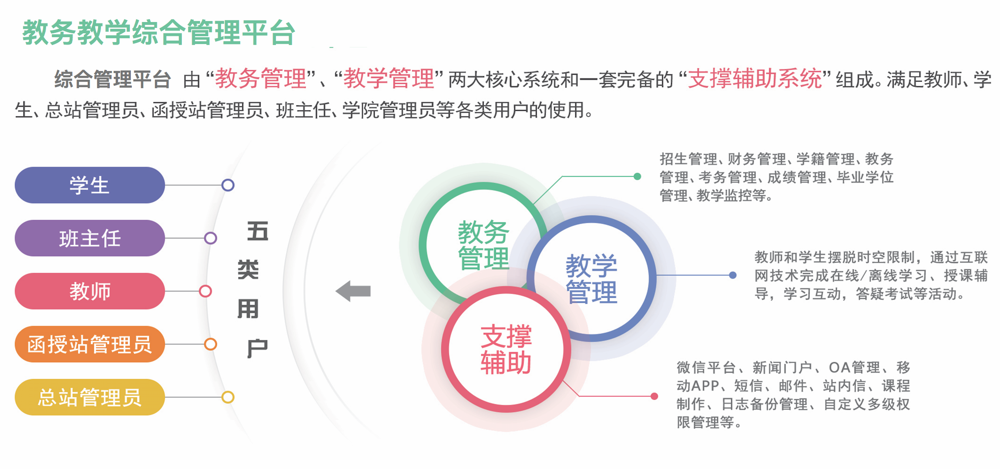 教务教学综合管理平台
综合管理平台 由“教务管理”、“教学管理”两大核心系统和一套完备的“支撑辅助系统”组成。满足教师、学
生、总站管理员、函授站管理员、班主任、学院管理员等各类用户的使用。
学生
班主任
教师
函授站管理员
总站管理员
五
类
用
户
教务
管理
教学
管理
支撑
辅助
招生管理、财务管理、学籍管理、教务
管理、考务管理、成绩管理、毕业学位
管理、教学监控等。
教师和学生摆脱时空限制，通过互联
网技术完成在线/离线学习、授课辅
导，学习互动，答疑考试等活动。
微信平台、新闻门户、OA管理、移
动APP、短信、邮件、站内信、课程
制作、日志备份管理、自定义多级权
限管理等。